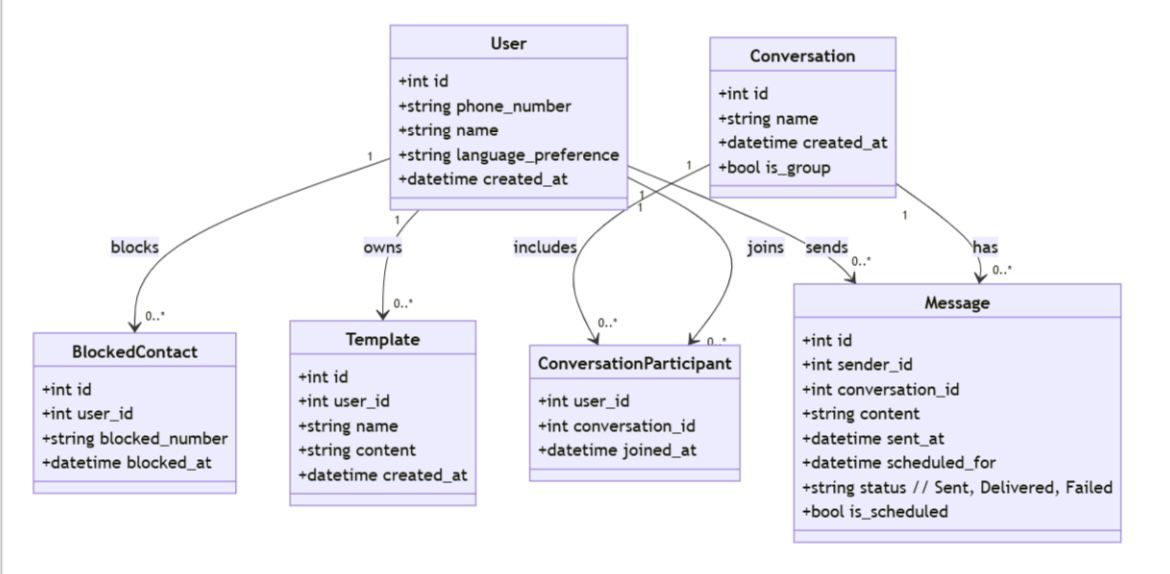 User
+int id
+string phone_number
+string name
+string language_preference
+datetime created_at
Conversation
+int id
+string name
+datetime created_at
+bool is_group
1
1
1
1
1
1
blocks
owns
includes
joins
sends
has
0..*
0..*
0..*
0..*
0..*
0..*
BlockedContact
+int id
+int user_id
+string blocked_number
+datetime blocked_at
Template
+int id
+int user_id
+string name
+string content
+datetime created_at
ConversationParticipant
+int user_id
+int conversation_id
+datetime joined_at
Message
+int id
+int sender_id
+int conversation_id
+string content
+datetime sent_at
+datetime scheduled_for
+string status // Sent, Delivered, Failed
+bool is_scheduled